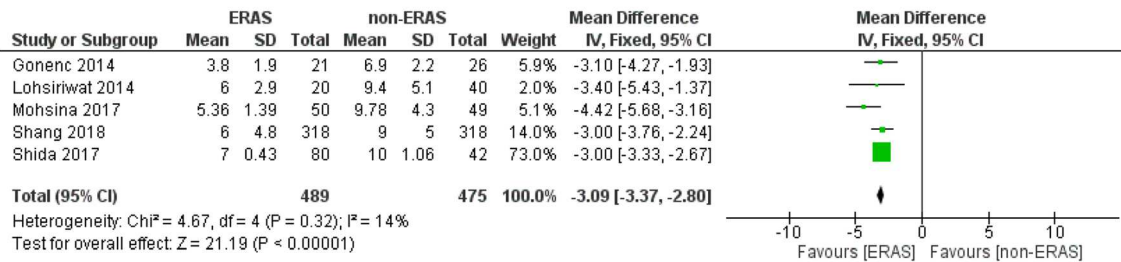 ERAS non-ERAS Mean Difference Mean Difference
Study or Subgroup Mean SD Total Mean SD Total Weight IV, Fixed, 95% CI IV, Fixed, 95% CI
Gonenc 2014 3.8 1.9 21 6.9 2.2 26 5.9% -3.10 [-4.27, -1.93]
Lohsiriwat 2014 6 2.9 20 9.4 5.1 40 2.0% -3.40 [-5.43, -1.37]
Mohsina 2017 5.36 1.39 50 9.78 4.3 49 5.1% -4.42 [-5.68, -3.16]
Shang 2018 6 4.8 318 9 5 318 14.0% -3.00 [-3.76, -2.24]
Shida 2017 7 0.43 80 10 1.06 42 73.0% -3.00 [-3.33, -2.67]
Total (95% CI) 489 475 100.0% -3.09 [-3.37, -2.80]
Heterogeneity: Chi² = 4.67, df = 4 (P = 0.32); I² = 14%
Test for overall effect: Z = 21.19 (P < 0.00001)
-10 -5 0 5 10
Favours [ERAS] Favours [non-ERAS]